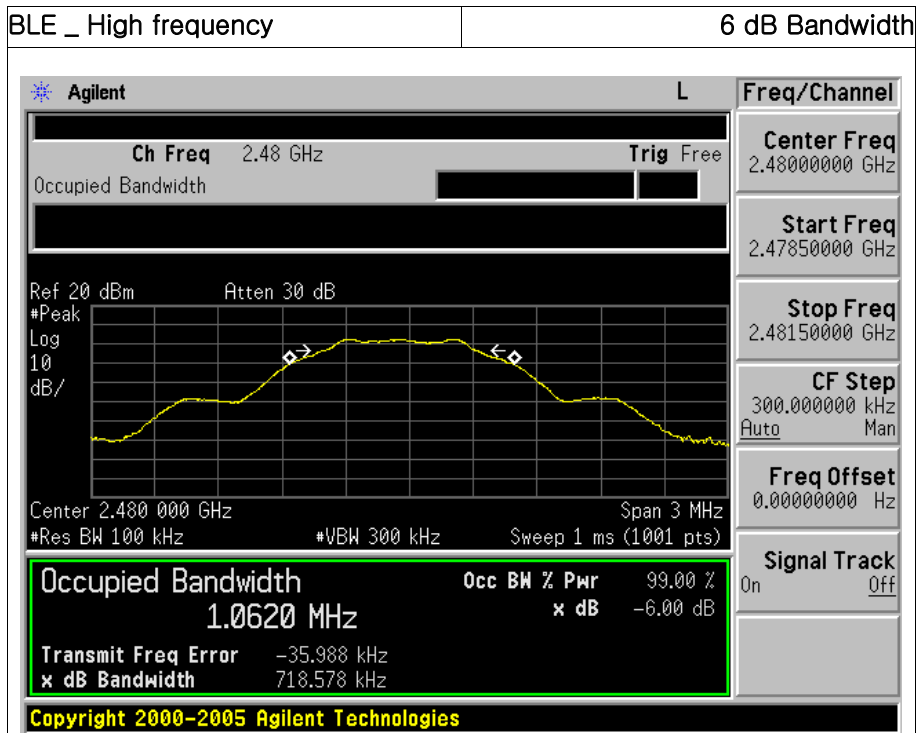 BLE _ High frequency 6 dB Bandwidth
Agilent L Freq/Channel
Ch Freq 2.48 GHz Trig Free
Occupied Bandwidth
Center Freq
2.48000000 GHz
Start Freq
2.47850000 GHz
Stop Freq
2.48150000 GHz
CF Step
300.000000 kHz
Auto Man
Freq Offset
0.00000000 Hz
Signal Track
On Off
Ref 20 dBm Atten 30 dB
#Peak
Log
10
dB/
Center 2.480 000 GHz Span 3 MHz
#Res BW 100 kHz #VBW 300 kHz Sweep 1 ms (1001 pts)
Occupied Bandwidth Occ BW % Pwr 99.00 %
1.0620 MHz x dB -6.00 dB
Transmit Freq Error -35.988 kHz
x dB Bandwidth 718.578 kHz
Copyright 2000-2005 Agilent Technologies